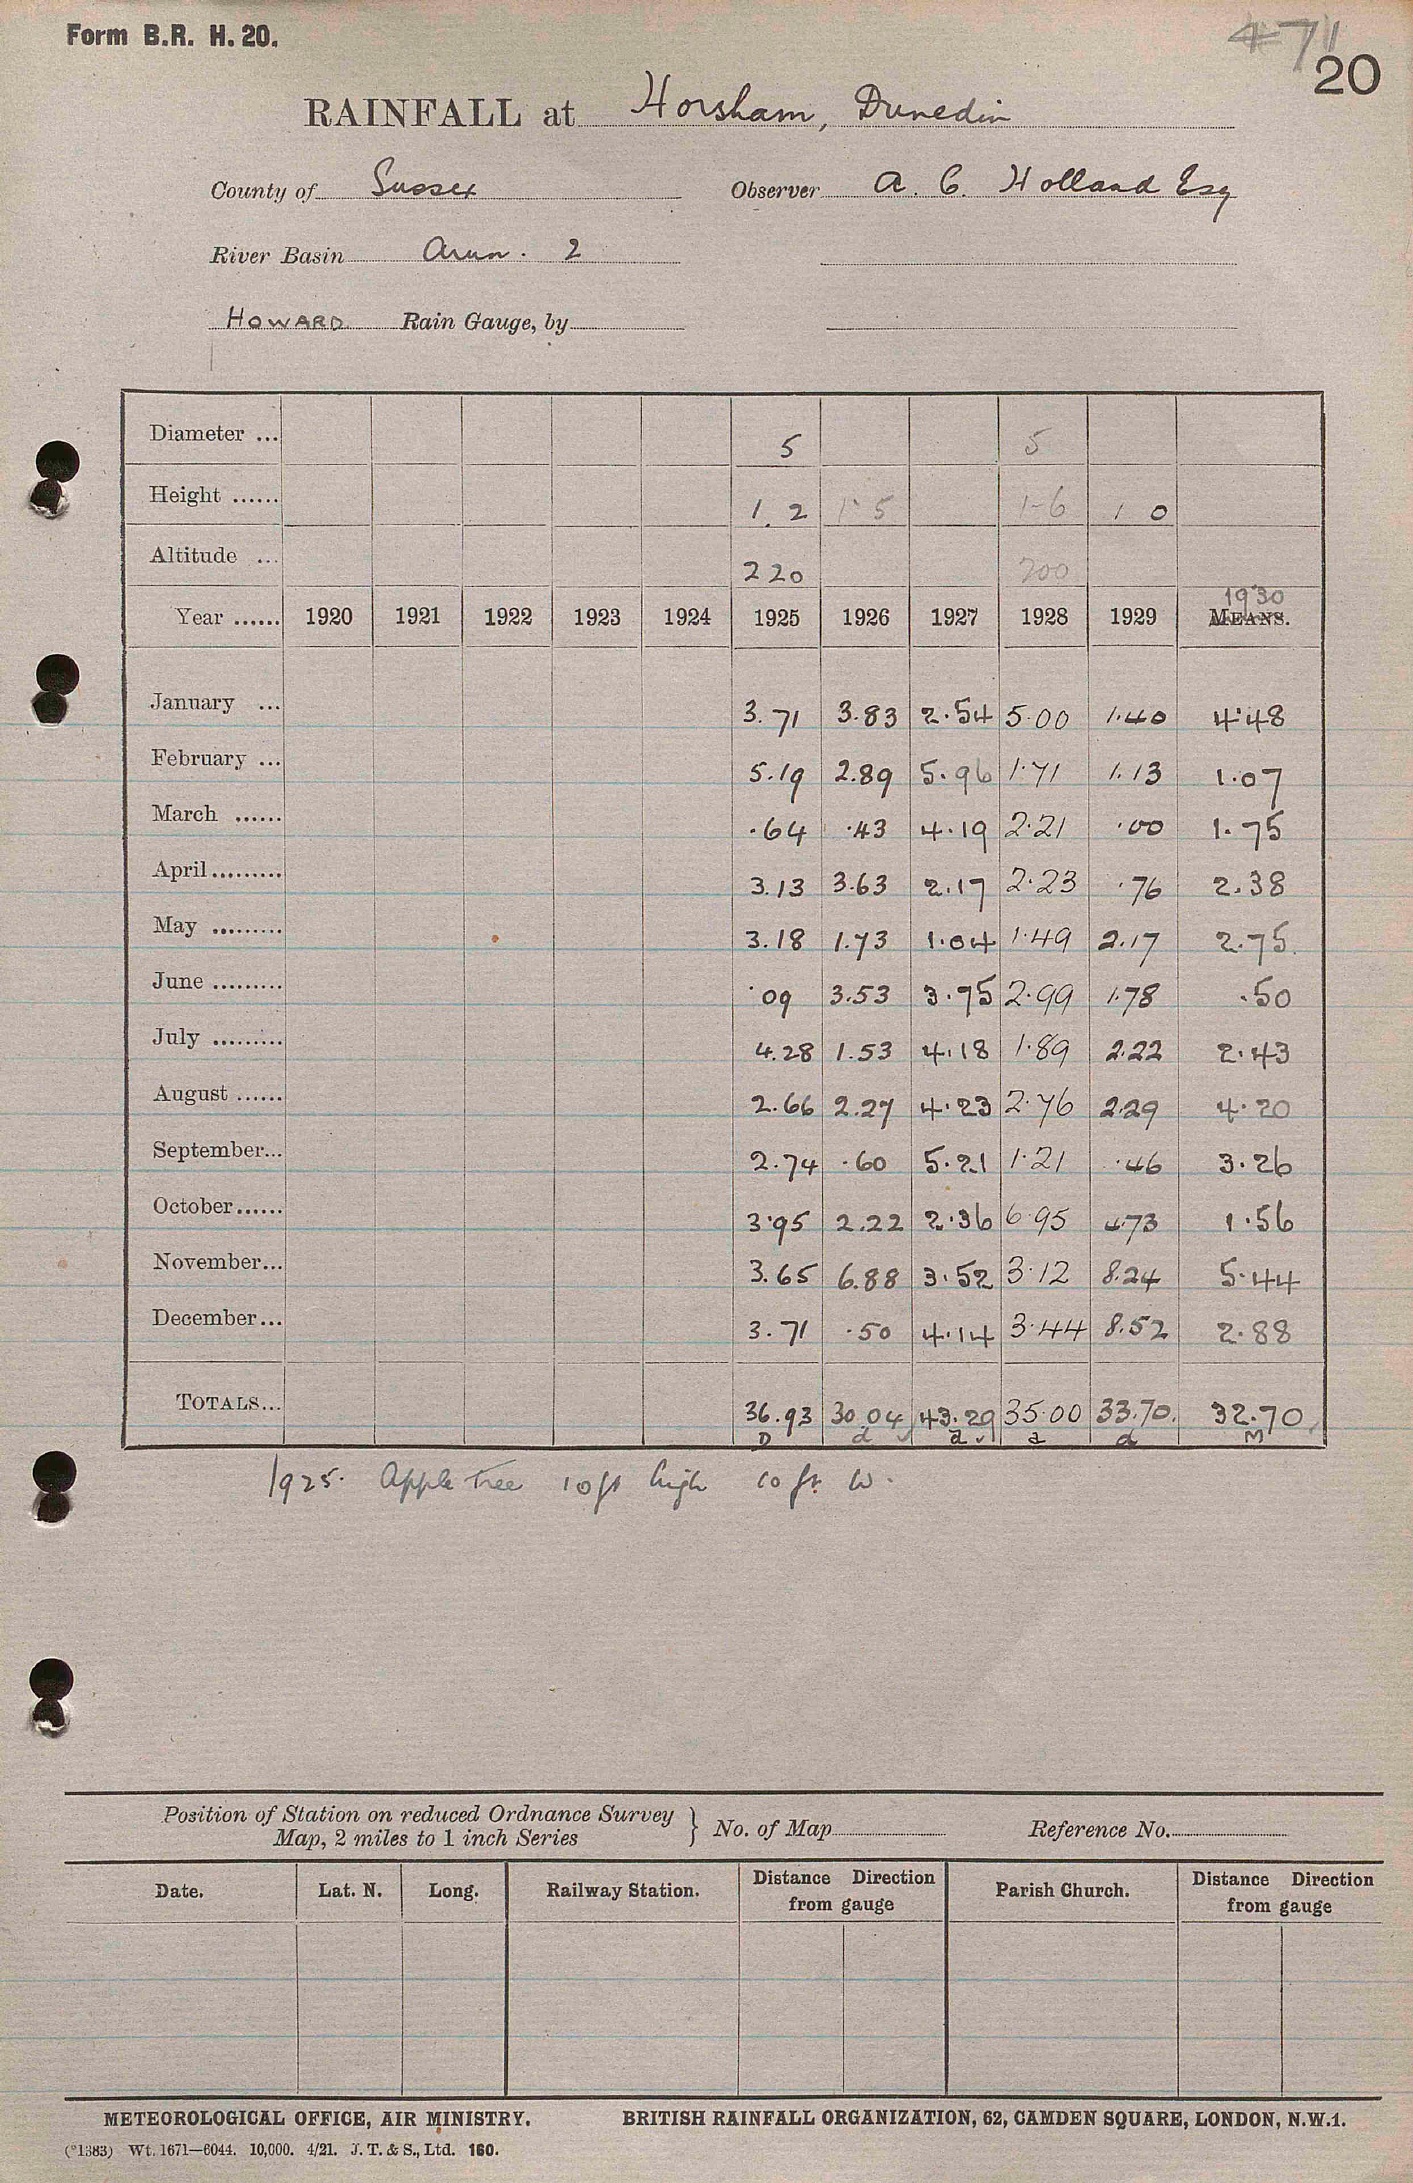 Form B.R. H. 20.
471
20
RAINFALL at Horsham, Dunedin
County of Sussex Observer A. C. Holland Esq
River Basin Arun. 2
HOWARD Rain Gauge, by
Diameter ... 5 5
Height ...... 1. 2 1·5 1-6 1 0
Altitude ... 220 200
Year ...... 1920 1921 1922 1923 1924 1925 1926 1927 1928 1929 1930 MEANS.
January ... 3.71 3.83 2.54 5.00 1.40 4.48
February ... 5.19 2.89 5.96 1.71 1.13 1.07
March ...... .64 .43 4.19 2.21 .00 1.75
April ......... 3.13 3.63 2.17 2.23 .76 2.38
May ......... 3.18 1.73 1.04 1.49 2.17 2.75
June ......... .09 3.53 3.75 2.99 1.78 .50
July ......... 4.28 1.53 4.18 1.89 2.22 2.43
August ...... 2.66 2.27 4.23 2.76 2.29 4.20
September... 2.74 .60 5.21 1.21 .46 3.26
October...... 3.95 2.22 2.36 6.95 4.73 1.56
November... 3.65 6.88 3.52 3.12 8.24 5.44
December... 3.71 .50 4.14 3.44 8.52 2.88
TOTALS... 36.93 30.04 43.29 35.00 33.70. 32.70
D d a a d M
1925. Apple Tree 10 ft high 10 ft W.
Position of Station on reduced Ordnance Survey
Map, 2 miles to 1 inch Series } No. of Map Reference No.
Date. Lat. N. Long. Railway Station. Distance Direction from gauge Parish Church. Distance Direction from gauge
METEOROLOGICAL OFFICE, AIR MINISTRY. BRITISH RAINFALL ORGANIZATION, 62, CAMDEN SQUARE, LONDON, N.W.1.
(*1383) Wt. 1671—6044. 10,000. 4/21. J. T. & S., Ltd. 160.